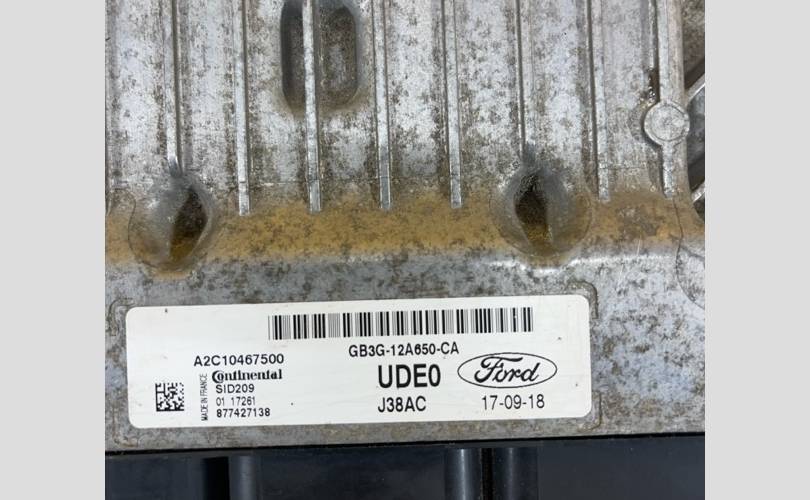 A2C10467500
Continental
SID209
01 17261
877427138
MADE IN FRANCE
GB3G-12A650-CA
UDE0
Ford
J38AC
17-09-18